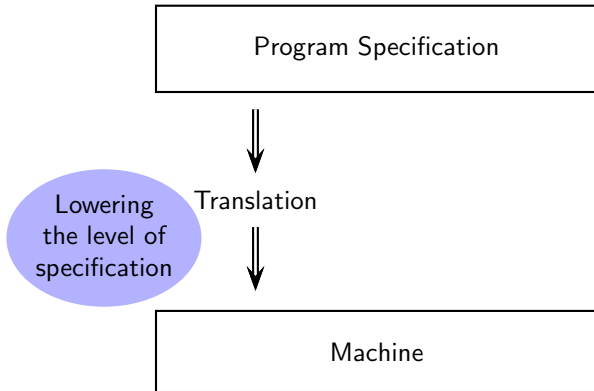 Program Specification
Translation
Lowering
the level of
specification
Machine